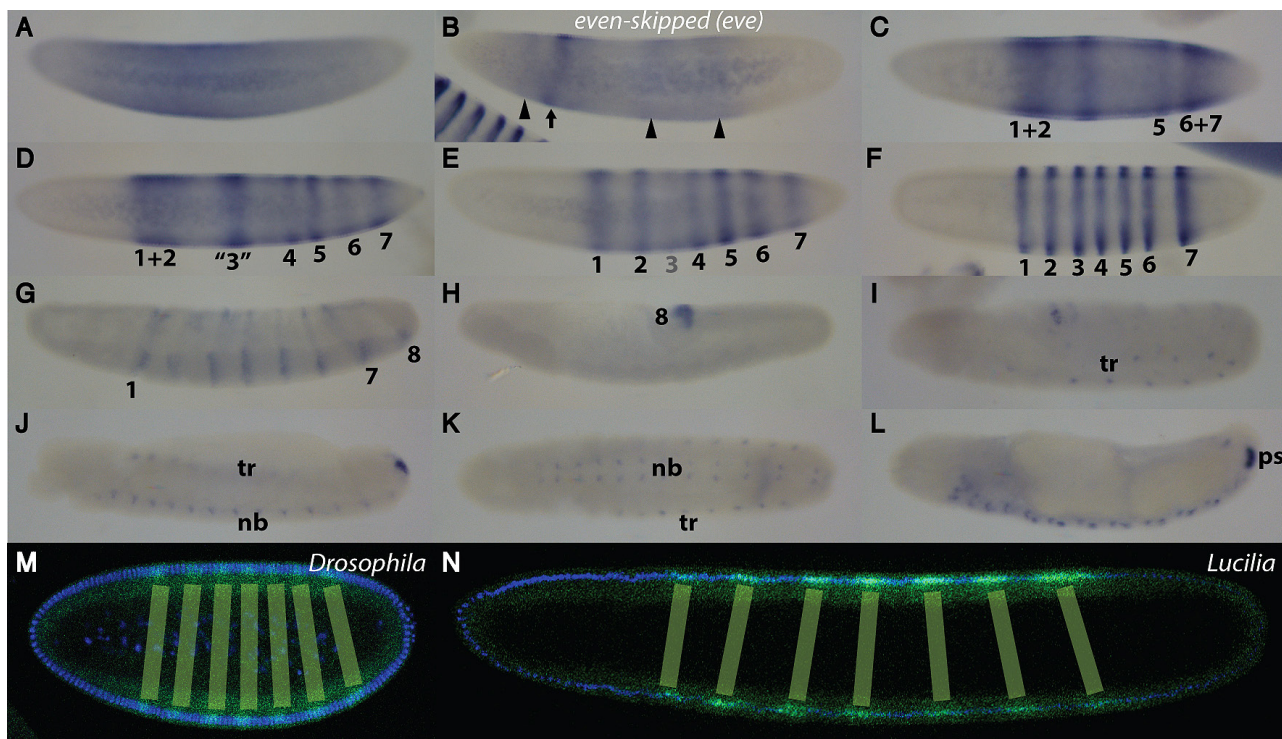 A
B
even-skipped (eve)
C
1+2
5
6+7
D
1+2
“3”
4
5
6
7
E
1
2
3
4
5
6
7
F
1
2
3
4
5
6
7
G
1
7
8
H
8
I
tr
J
tr
nb
K
nb
tr
L
ps
M
Drosophila
N
Lucilia